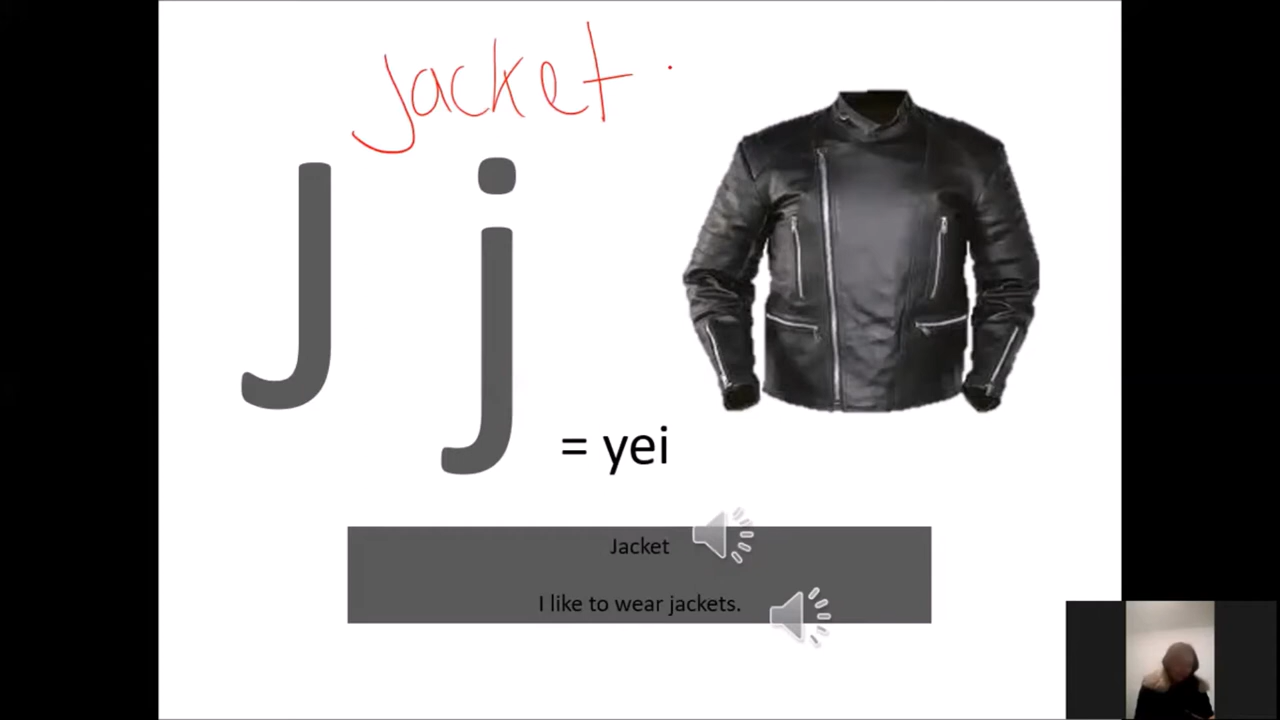 jacket.
J j = yei
Jacket
I like to wear jackets.